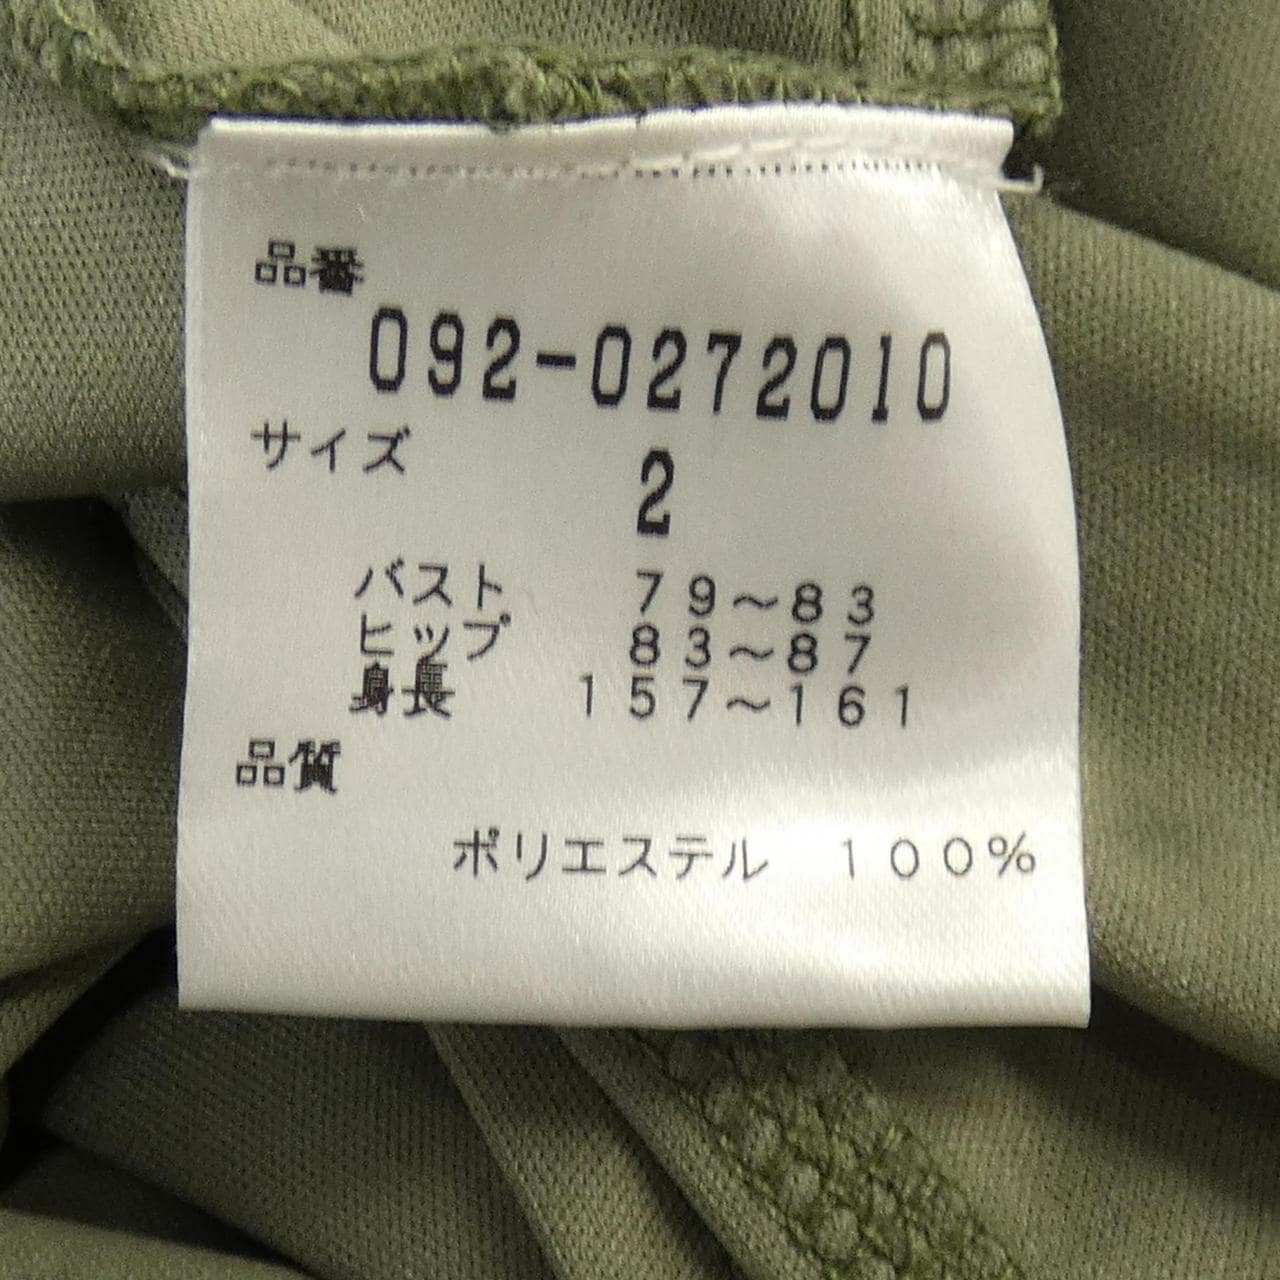 品番
092-0272010
サイズ 2
バスト 79～83
ヒップ 83～87
身長 157～161
品質
ポリエステル 100%